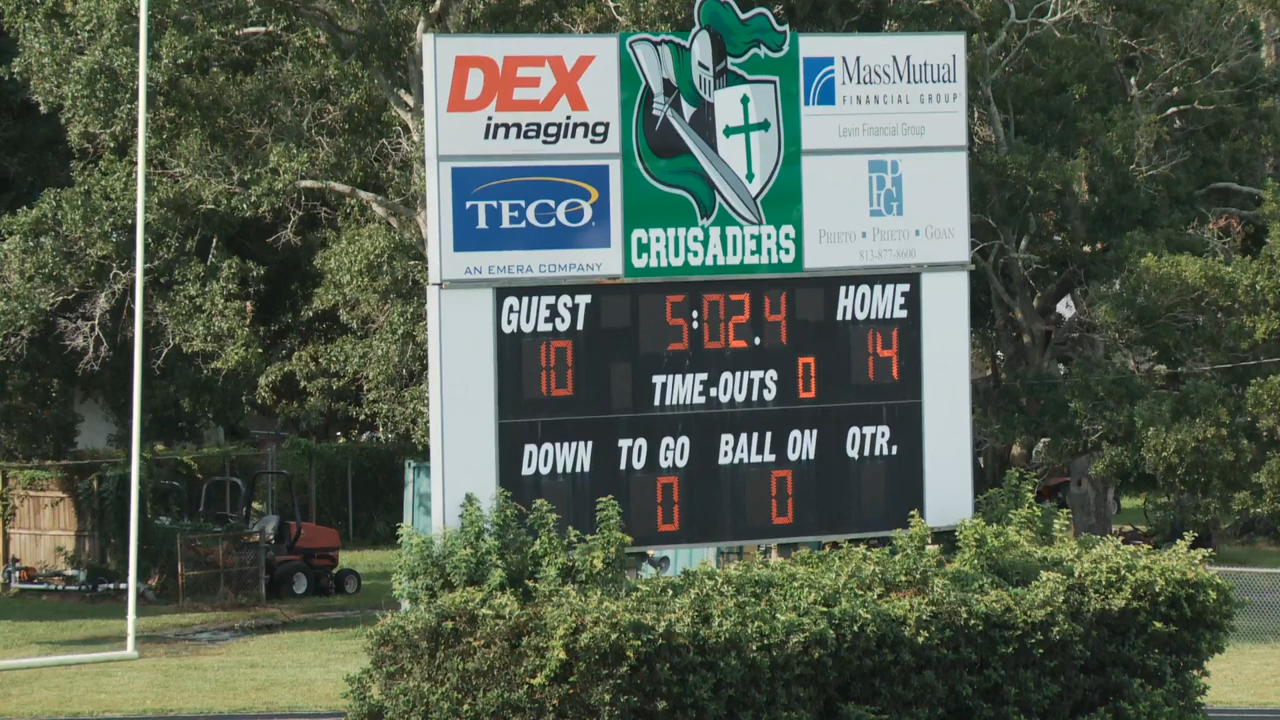 DEX
imaging
TECO
AN EMERA COMPANY
CRUSADERS
MassMutual
FINANCIAL GROUP
Levin Financial Group
PPG
PRIETO ▪ PRIETO ▪ GOAN
813-877-8600
GUEST 5:02.4 HOME
10 14
TIME-OUTS 0
DOWN TO GO BALL ON QTR.
0 0